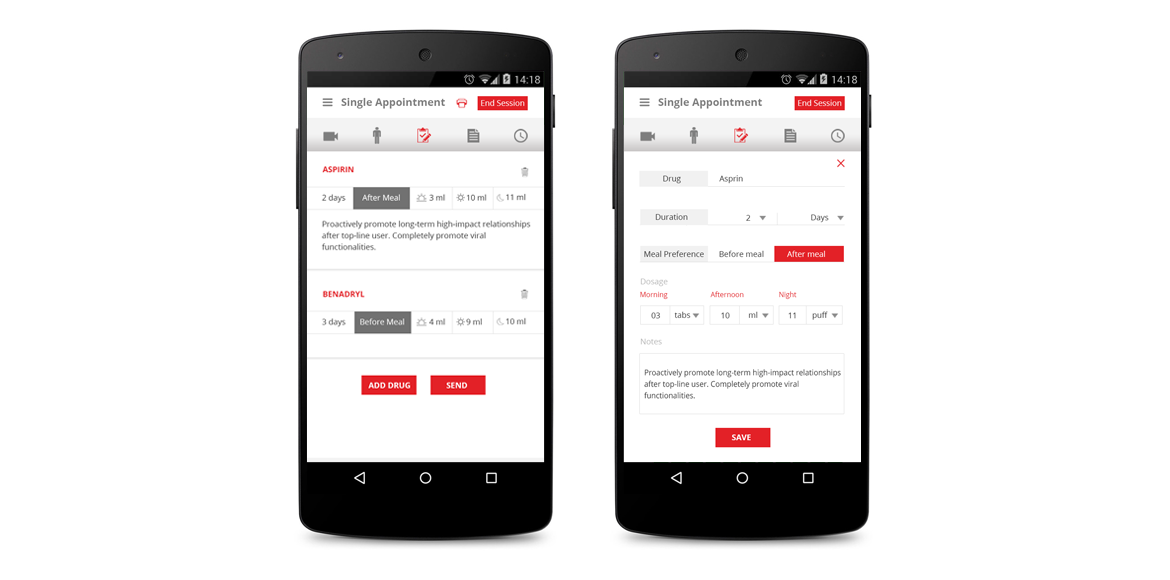 14:18
Single Appointment End Session
ASPIRIN
2 days After Meal 3 ml 10 ml 11 ml
Proactively promote long-term high-impact relationships
after top-line user. Completely promote viral
functionalities.
BENADRYL
3 days Before Meal 4 ml 9 ml 10 ml
ADD DRUG SEND
14:18
Single Appointment End Session
Drug Asprin
Duration 2 Days
Meal Preference Before meal After meal
Dosage
Morning Afternoon Night
03 tabs 10 ml 11 puff
Notes
Proactively promote long-term high-impact relationships
after top-line user. Completely promote viral
functionalities.
SAVE